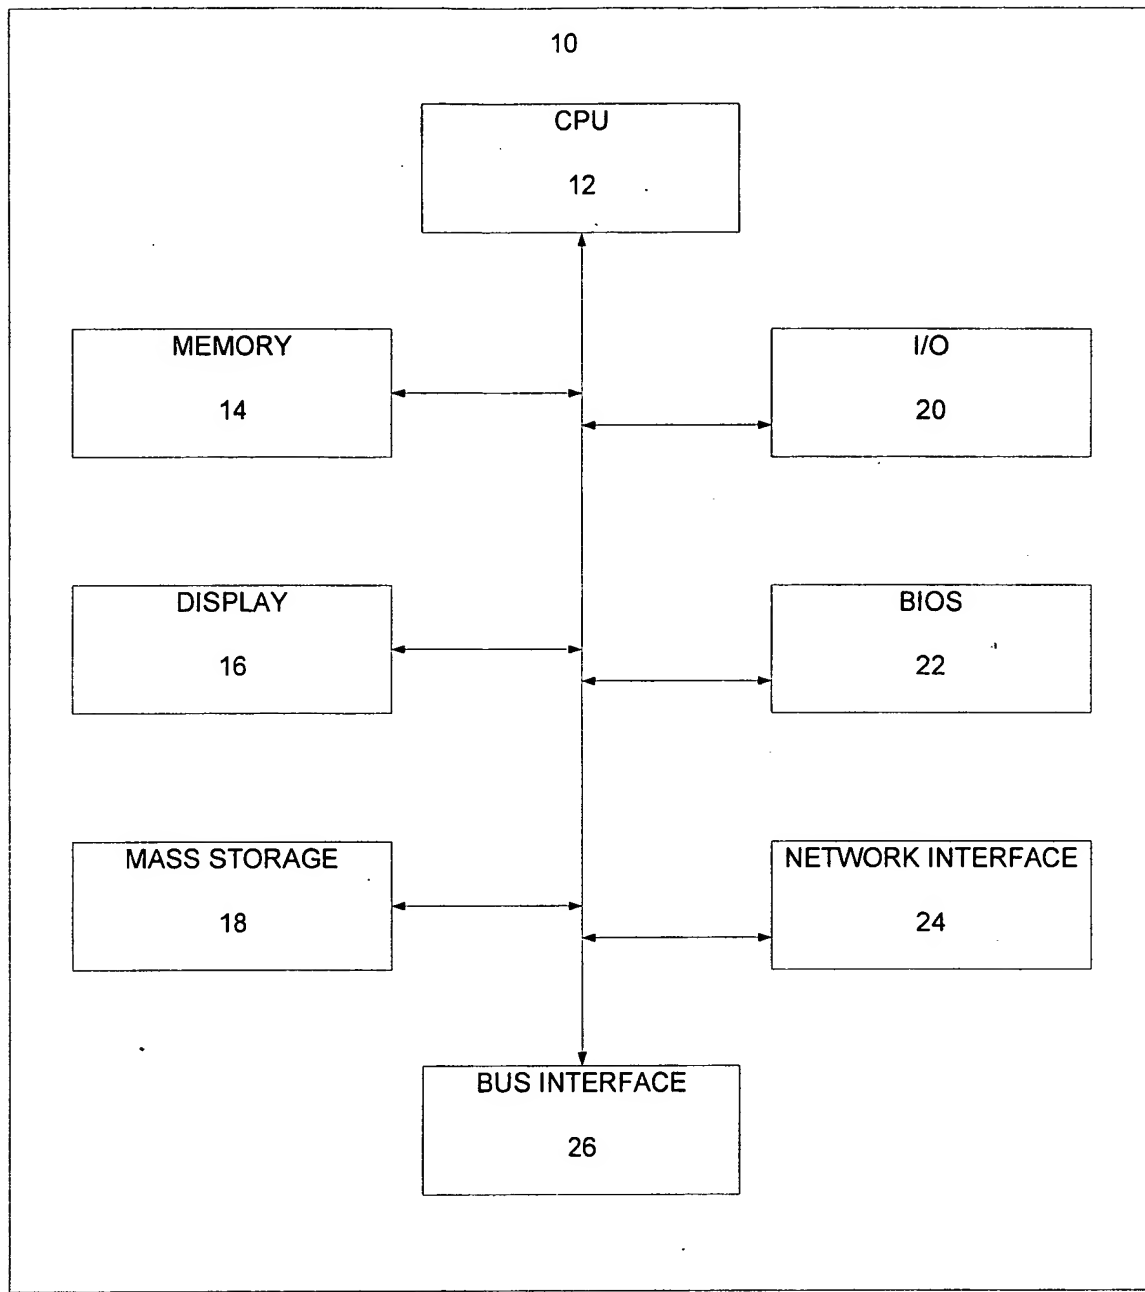 10
CPU
12
MEMORY
14
I/O
20
DISPLAY
16
BIOS
22
MASS STORAGE
18
NETWORK INTERFACE
24
BUS INTERFACE
26